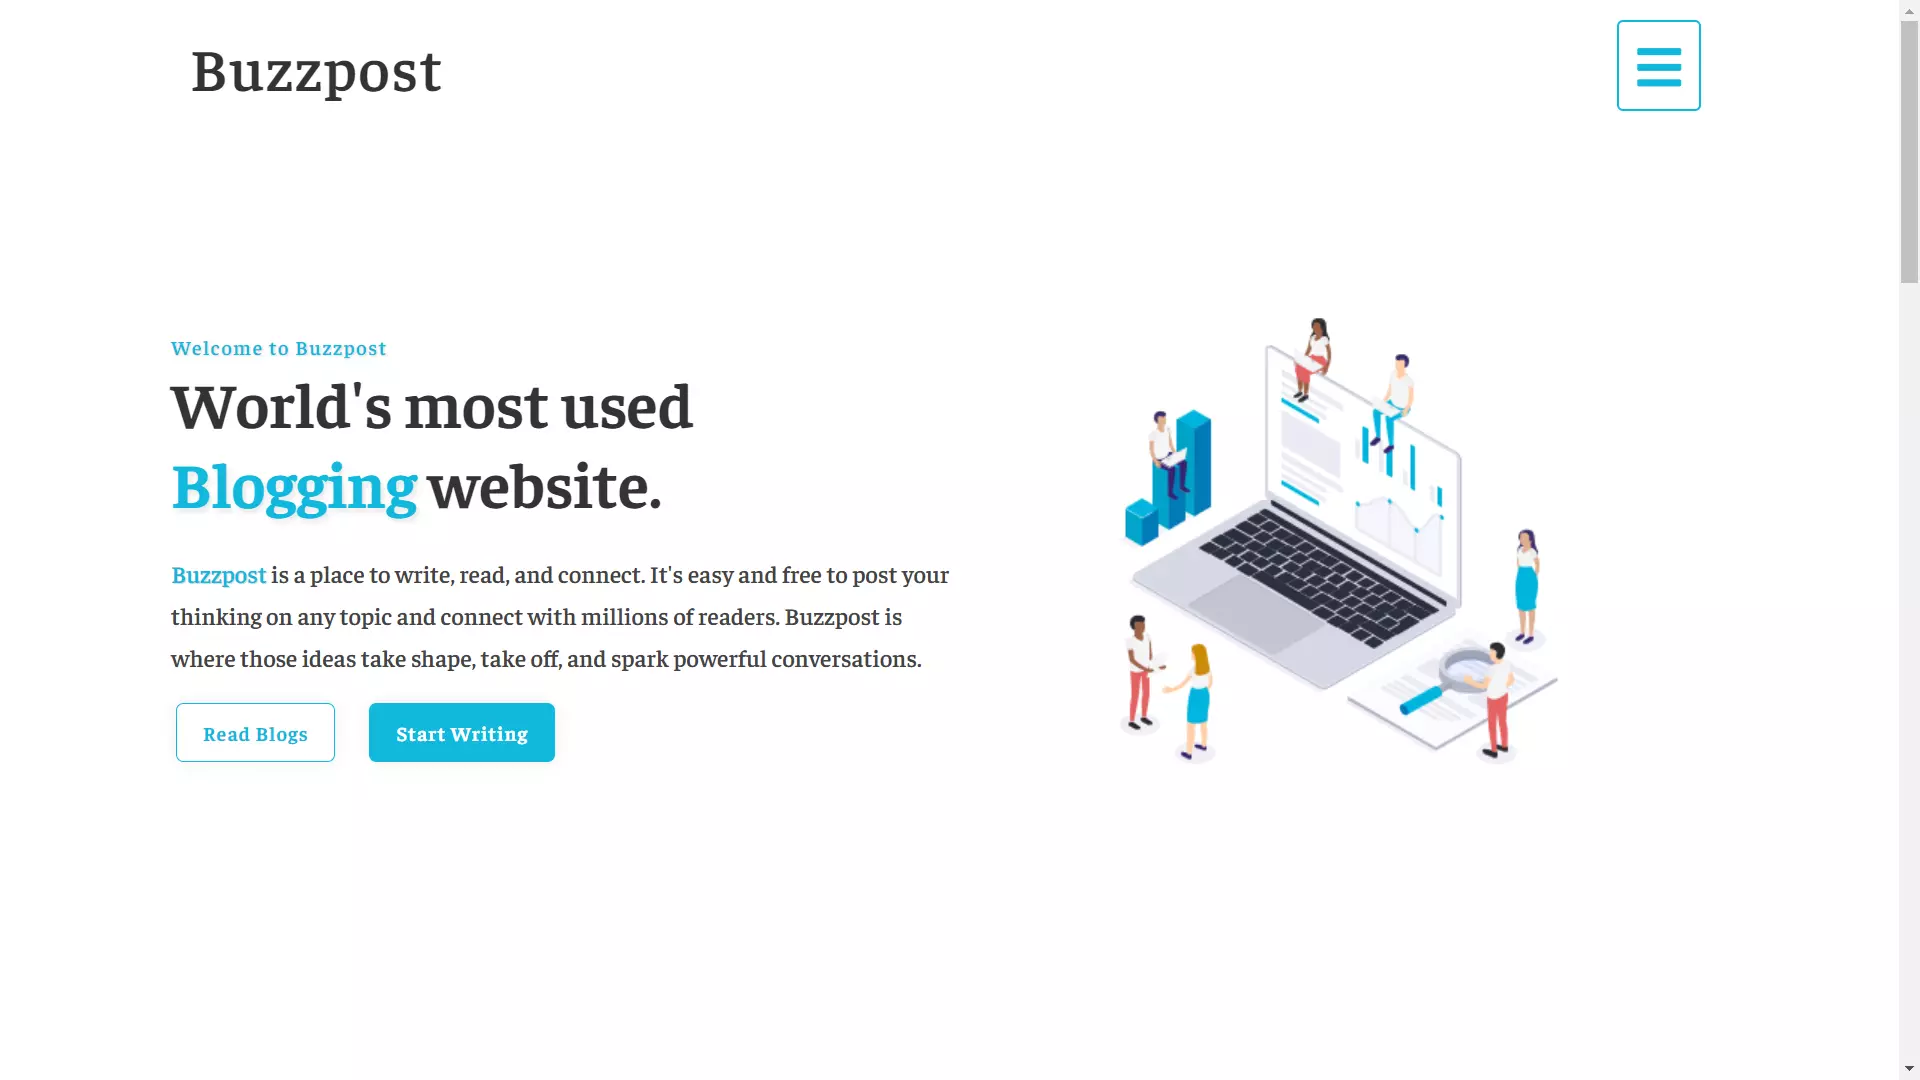 Buzzpost
Welcome to Buzzpost
World's most used
Blogging website.
Buzzpost is a place to write, read, and connect. It's easy and free to post your
thinking on any topic and connect with millions of readers. Buzzpost is
where those ideas take shape, take off, and spark powerful conversations.
Read Blogs
Start Writing